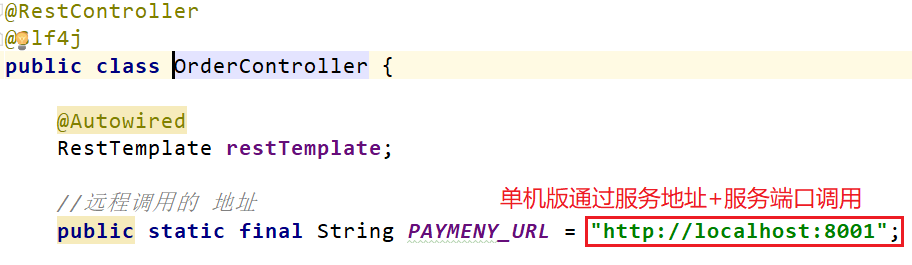 @RestController
@lf4j
public class OrderController {
@Autowired
RestTemplate restTemplate;
//远程调用的 地址
单机版通过服务地址+服务端口调用
public static final String PAYMENY_URL = "http://localhost:8001";